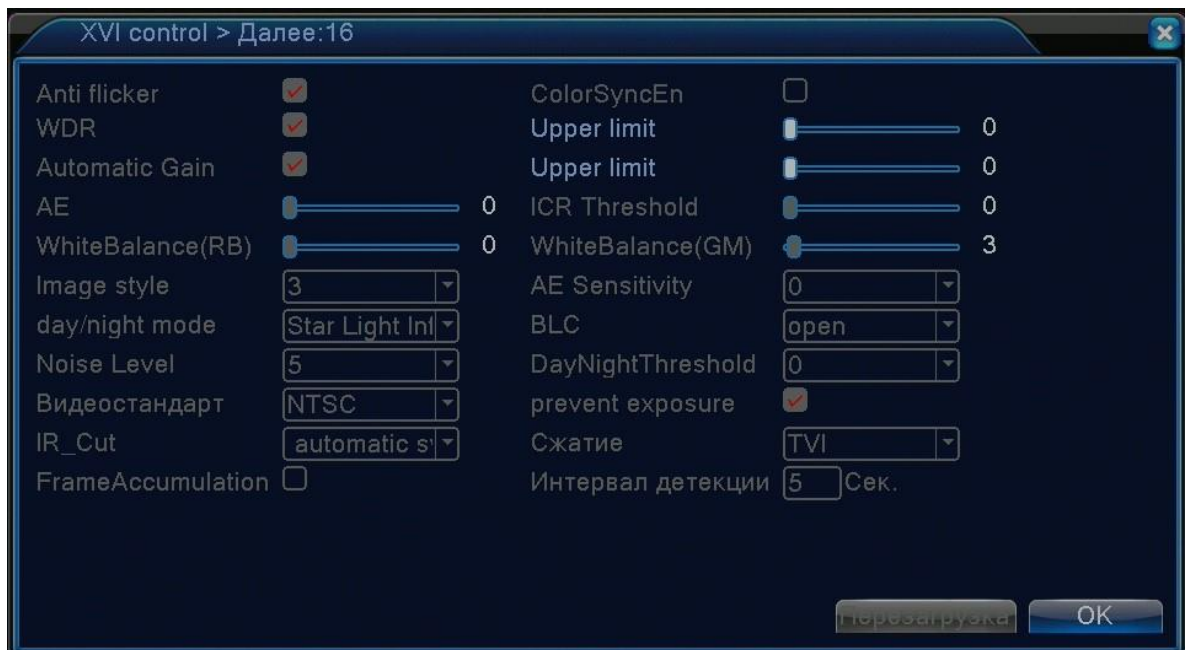 XVI control > Далее:16
Anti flicker ColorSyncEn
WDR Upper limit 0
Automatic Gain Upper limit 0
AE 0 ICR Threshold 0
WhiteBalance(RB) 0 WhiteBalance(GM) 3
Image style 3 AE Sensitivity 0
day/night mode Star Light Inf BLC open
Noise Level 5 DayNightThreshold 0
Видеостандарт NTSC prevent exposure
IR_Cut automatic s Сжатие TVI
FrameAccumulation Интервал детекции 5 Сек.
Перезагрузка OK